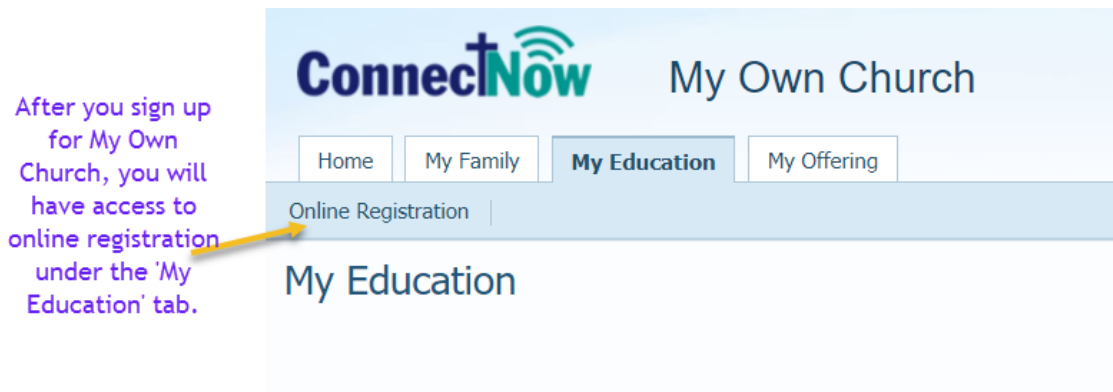 After you sign up
for My Own
Church, you will
have access to
online registration
under the 'My
Education' tab.
ConnectNow
My Own Church
Home
My Family
My Education
My Offering
Online Registration
My Education